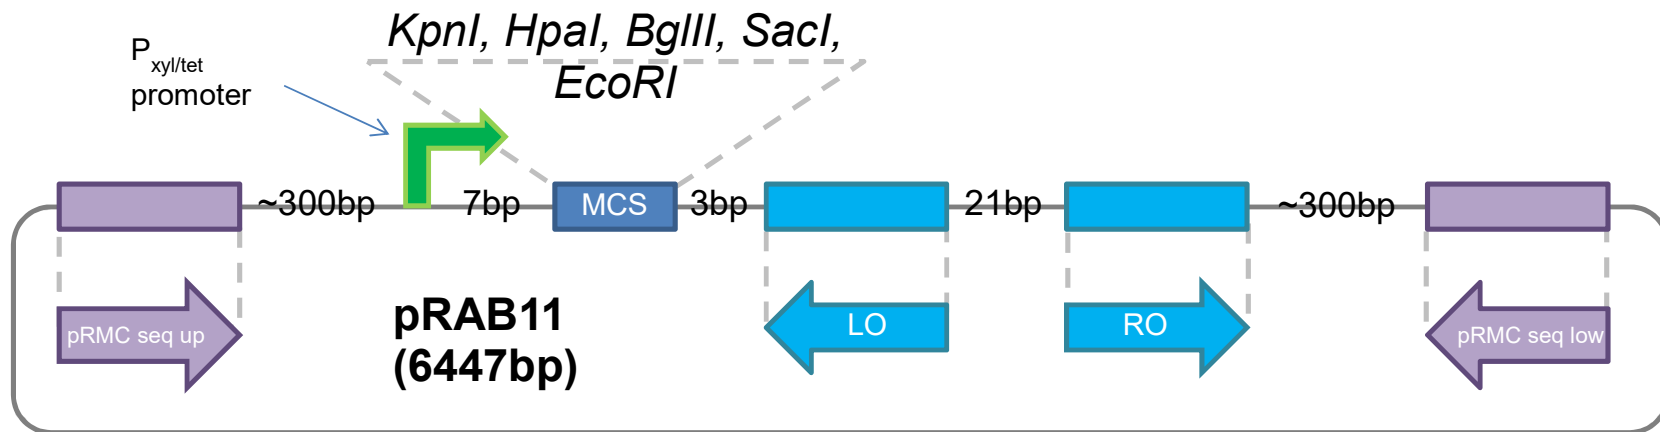 KpnI, HpaI, BglII, SacI,
EcoRI
Pxyl/tet
promoter
~300bp
7bp
MCS
3bp
21bp
~300bp
pRMC seq up
pRAB11
(6447bp)
LO
RO
pRMC seq low